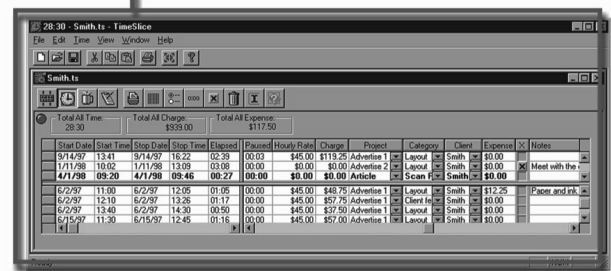 28:30 - Smith.ts - TimeSlice
File Edit Time View Window Help
Smith.ts
Total All Time: Total All Charge: Total All Expense:
28:30 $939.00 $117.50
Start Date Start Time Stop Date Stop Time Elapsed Paused Hourly Rate Charge Project Category Client Expense X Notes
9/14/97 13:41 9/14/97 16:22 02:39 00:00 $45.00 $119.25 Advertise 1 Layout Smith $0.00
1/11/98 10:02 1/11/98 13:09 03:08 00:00 $0.00 $0.00 Advertise 2 Layout Smith $0.00 Meet with the
4/1/98 09:20 4/1/98 09:46 00:27 00:00 $0.00 $0.00 Article Scan F Smith $0.00
6/2/97 11:00 6/2/97 12:05 01:05 00:00 $45.00 $48.75 Advertise 1 Layout Smith $12.25 Paper and ink
6/2/97 12:10 6/2/97 13:26 01:17 00:00 $45.00 $57.75 Advertise 1 Client fe Smith $0.00
6/2/97 13:40 6/2/97 14:30 00:50 00:00 $45.00 $37.50 Advertise 1 Layout Smith $0.00
6/15/97 11:30 6/15/97 12:45 01:16 00:00 $45.00 $57.00 Advertise 1 Layout Smith $0.00
Ready NUM